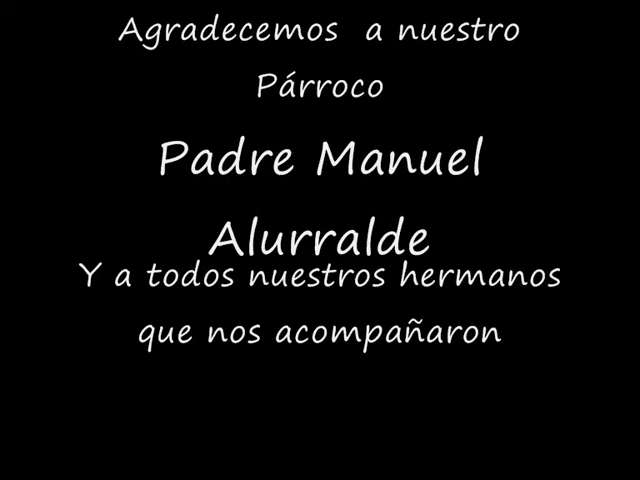 Agradecemos a nuestro
Párroco
Padre Manuel
Alurralde
Y a todos nuestros hermanos
que nos acompañaron